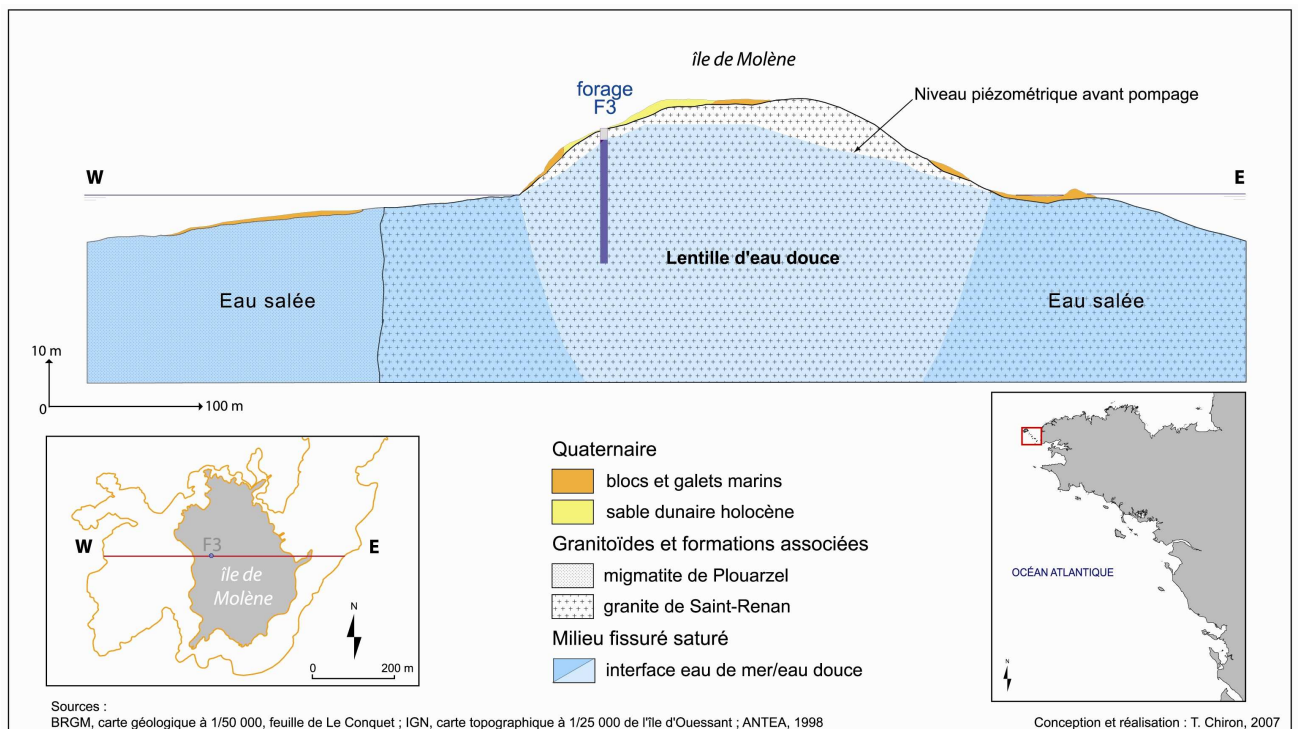 île de Molène
forage
F3
Niveau piézométrique avant pompage
W
E
Lentille d'eau douce
Eau salée
Eau salée
10 m
0
100 m
W
F3
E
île de
Molène
N
0
200 m
Quaternaire
blocs et galets marins
sable dunaire holocène
Granitoïdes et formations associées
migmatite de Plouarzel
granite de Saint-Renan
Milieu fissuré saturé
interface eau de mer/eau douce
OCÉAN ATLANTIQUE
N
Sources :
BRGM, carte géologique à 1/50 000, feuille de Le Conquet ; IGN, carte topographique à 1/25 000 de l'île d'Ouessant ; ANTEA, 1998
Conception et réalisation : T. Chiron, 2007